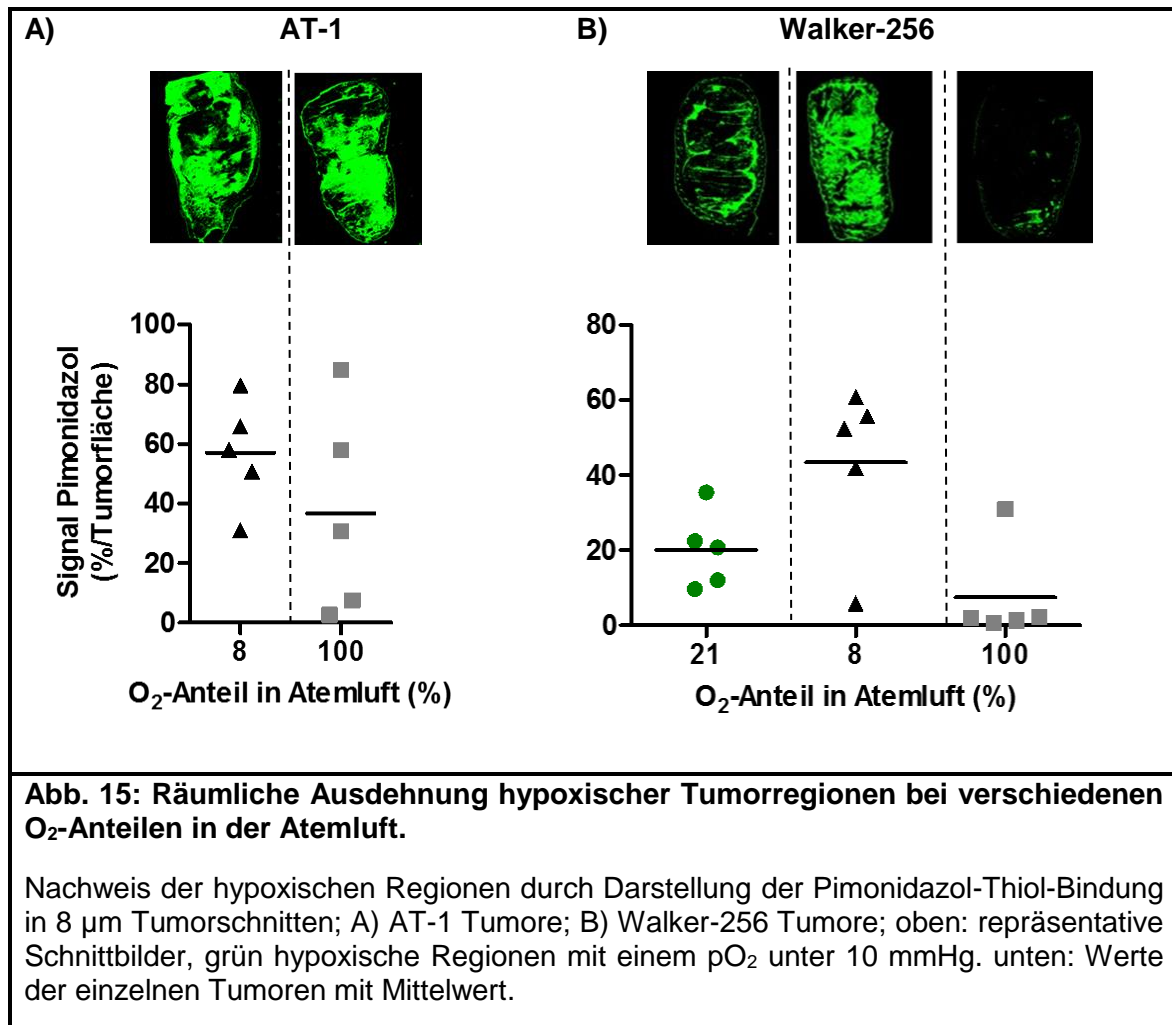 A) AT-1
B) Walker-256
Signal Pimonidazol
(%/Tumorfläche)
100
80
60
40
20
0
8 100
O₂-Anteil in Atemluft (%)
80
60
40
20
0
21 8 100
O₂-Anteil in Atemluft (%)
Abb. 15: Räumliche Ausdehnung hypoxischer Tumorregionen bei verschiedenen
O₂-Anteilen in der Atemluft.
Nachweis der hypoxischen Regionen durch Darstellung der Pimonidazol-Thiol-Bindung
in 8 µm Tumorschnitten; A) AT-1 Tumore; B) Walker-256 Tumore; oben: repräsentative
Schnittbilder, grün hypoxische Regionen mit einem pO₂ unter 10 mmHg. unten: Werte
der einzelnen Tumoren mit Mittelwert.